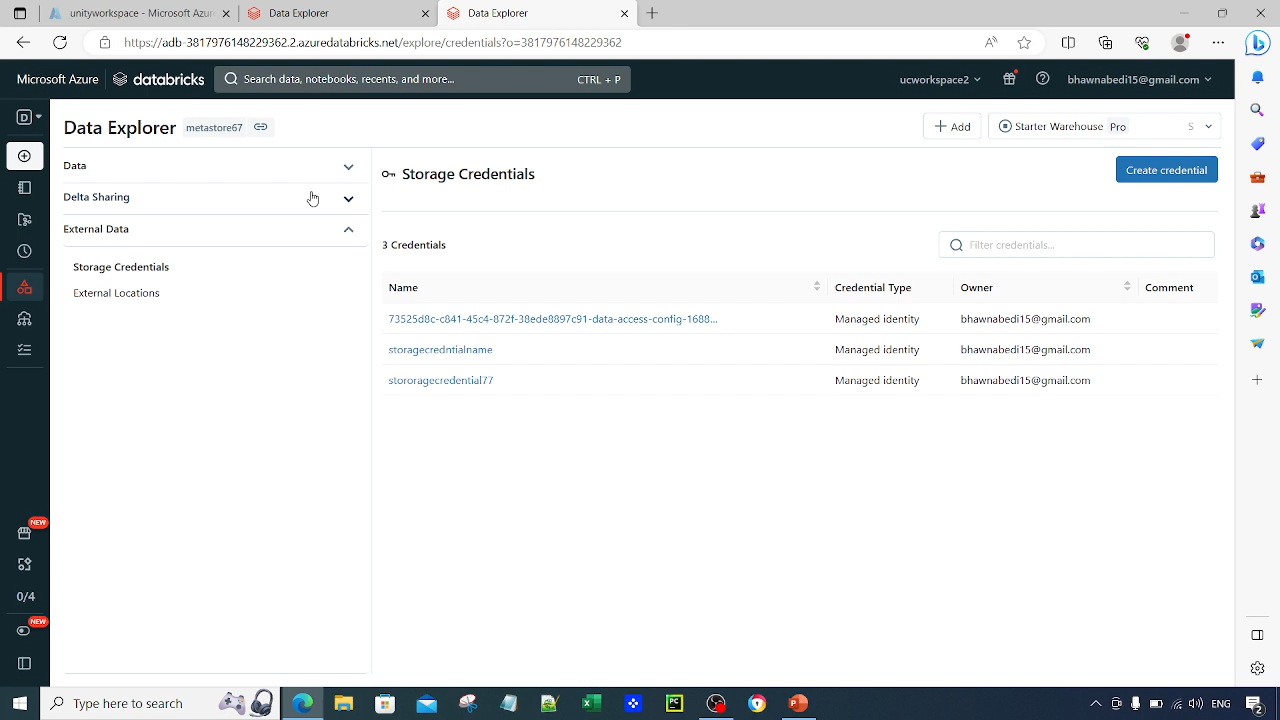 unityworkspace - Microsoft Azur
Data Explorer
Data Explorer
https://adb-3817976148229362.2.azuredatabricks.net/explore/credentials?o=3817976148229362
Microsoft Azure
databricks
Search data, notebooks, recents, and more...
CTRL + P
ucworkspace2
bhawnabedi15@gmail.com
D
Data Explorer
metastore67
Add
Starter Warehouse
Pro
S
Data
Delta Sharing
External Data
Storage Credentials
External Locations
Storage Credentials
Create credential
3 Credentials
Filter credentials...
Name
Credential Type
Owner
Comment
73525d8c-c841-45c4-872f-38ede8997c91-data-access-config-1688...
Managed identity
bhawnabedi15@gmail.com
storagecredntialname
Managed identity
bhawnabedi15@gmail.com
stororagecredential77
Managed identity
bhawnabedi15@gmail.com
NEW
0/4
NEW
Type here to search
PC
ENG
2